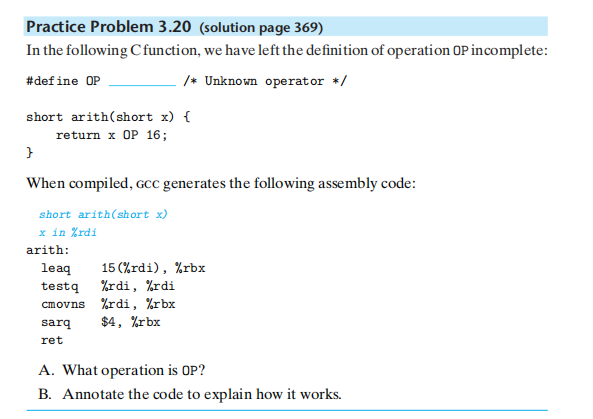 Practice Problem 3.20 (solution page 369)
In the following C function, we have left the definition of operation OP incomplete:
#define OP __________ /* Unknown operator */
short arith(short x) {
return x OP 16;
}
When compiled, GCC generates the following assembly code:
short arith(short x)
x in %rdi
arith:
leaq 15(%rdi), %rbx
testq %rdi, %rdi
cmovns %rdi, %rbx
sarq $4, %rbx
ret
A. What operation is OP?
B. Annotate the code to explain how it works.